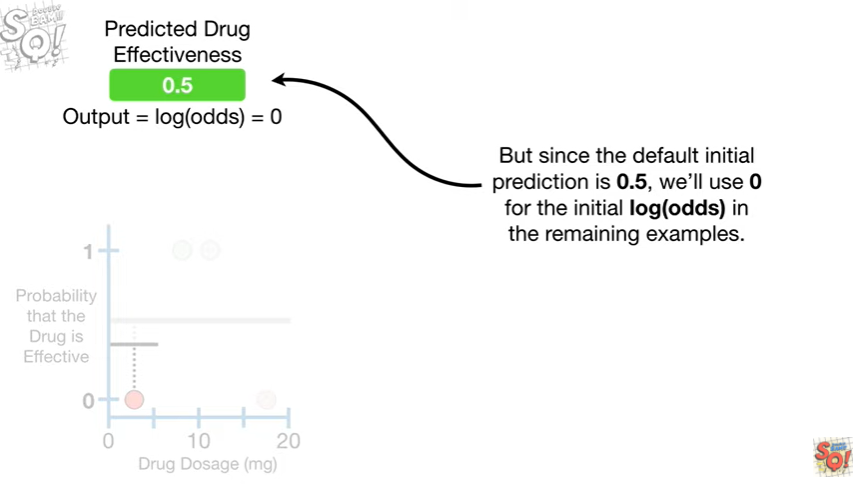 Predicted Drug
Effectiveness
0.5
Output = log(odds) = 0
But since the default initial
prediction is 0.5, we’ll use 0
for the initial log(odds) in
the remaining examples.
1
Probability
that the
Drug is
Effective
0
0 10 20
Drug Dosage (mg)
SQ!